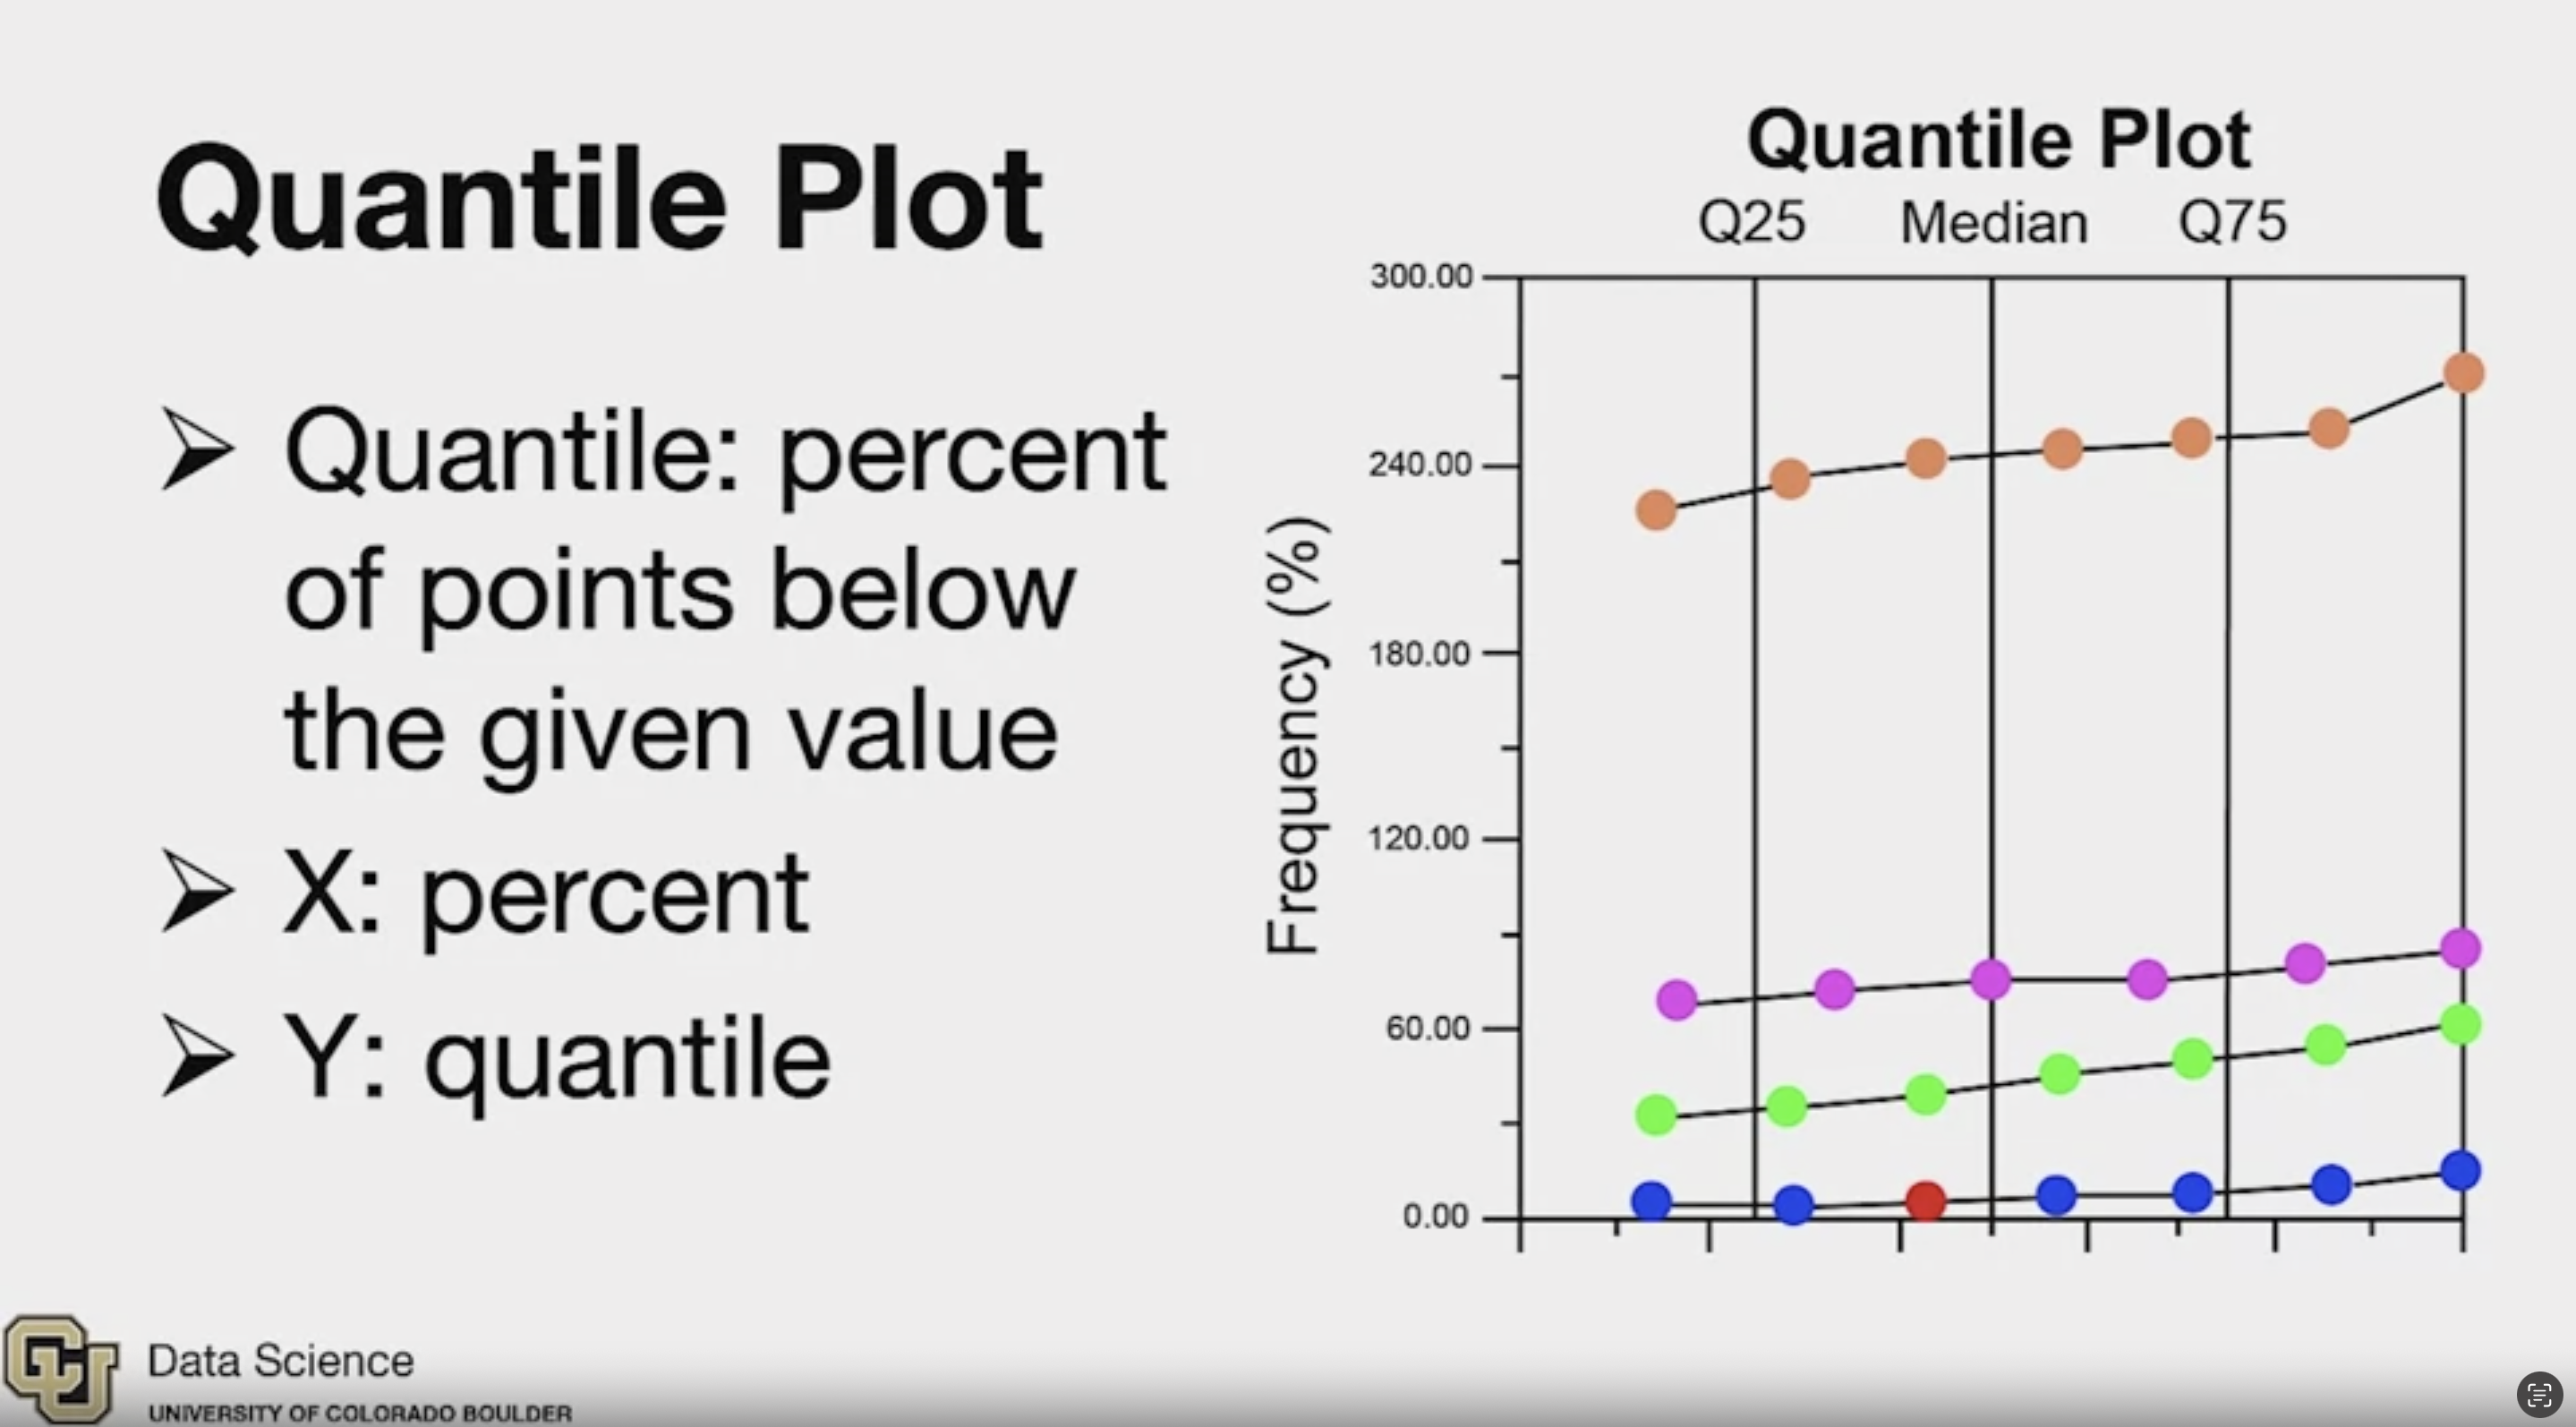 Quantile Plot
➢ Quantile: percent
of points below
the given value
➢ X: percent
➢ Y: quantile
Quantile Plot
Q25 Median Q75
Frequency (%)
300.00
240.00
180.00
120.00
60.00
0.00
CU
Data Science
UNIVERSITY OF COLORADO BOULDER